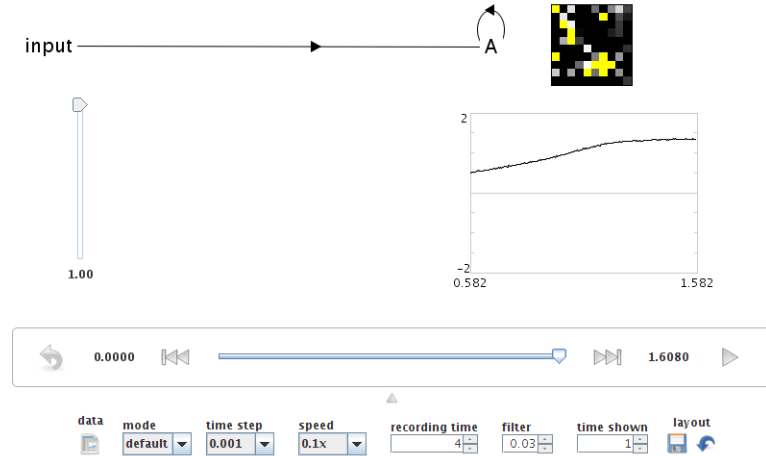 input
A
2
-2
0.582 1.582
1.00
0.0000 1.6080
data mode time step speed recording time filter time shown layout
default 0.001 0.1x 4 0.03 1